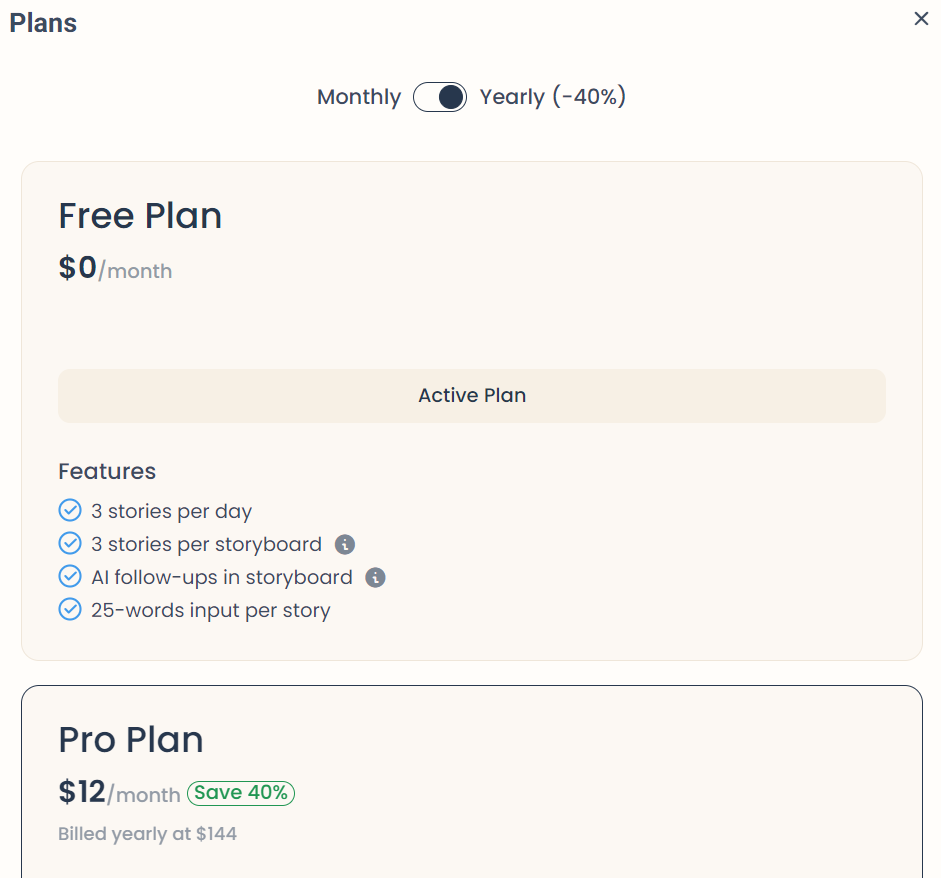 Plans
Monthly Yearly (-40%)
Free Plan
$0/month
Active Plan
Features
3 stories per day
3 stories per storyboard
AI follow-ups in storyboard
25-words input per story
Pro Plan
$12/month Save 40%
Billed yearly at $144